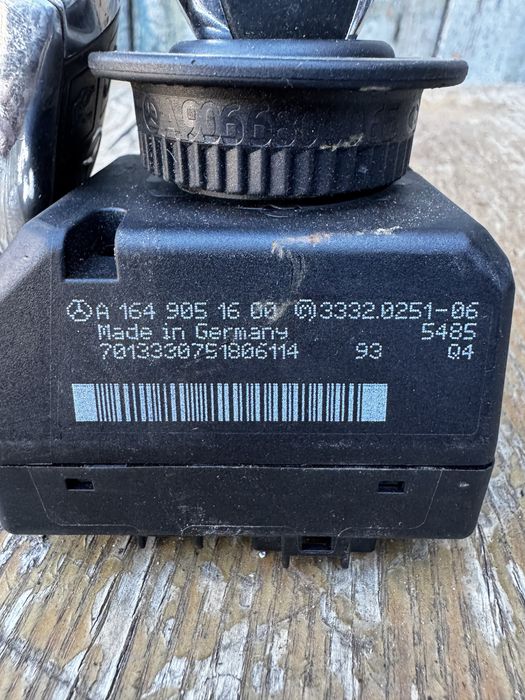 A 164 905 16 00 3332.0251-06
Made in Germany 5485
7013330751806114 93 Q4